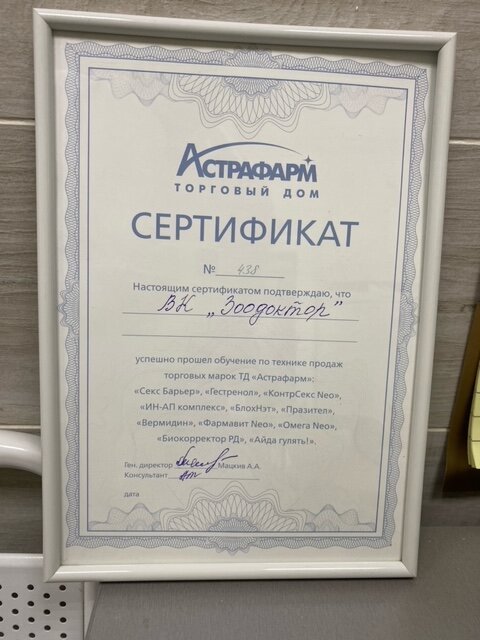 АСТРАФАРМ
ТОРГОВЫЙ ДОМ
СЕРТИФИКАТ
№ 438
Настоящим сертификатом подтверждаю, что
ВК „Зоодоктор"
успешно прошел обучение по технике продаж
торговых марок ТД «Астрафарм»:
«Секс Барьер», «Гестренол», «КонтрСекс Neo»,
«ИН-АП комплекс», «БлохНэт», «Празител»,
«Вермидин», «Фармавит Neo», «Омега Neo»,
«Биокорректор РД», «Айда гулять!».
Ген. директор Мацкив А.А.
Консультант
дата